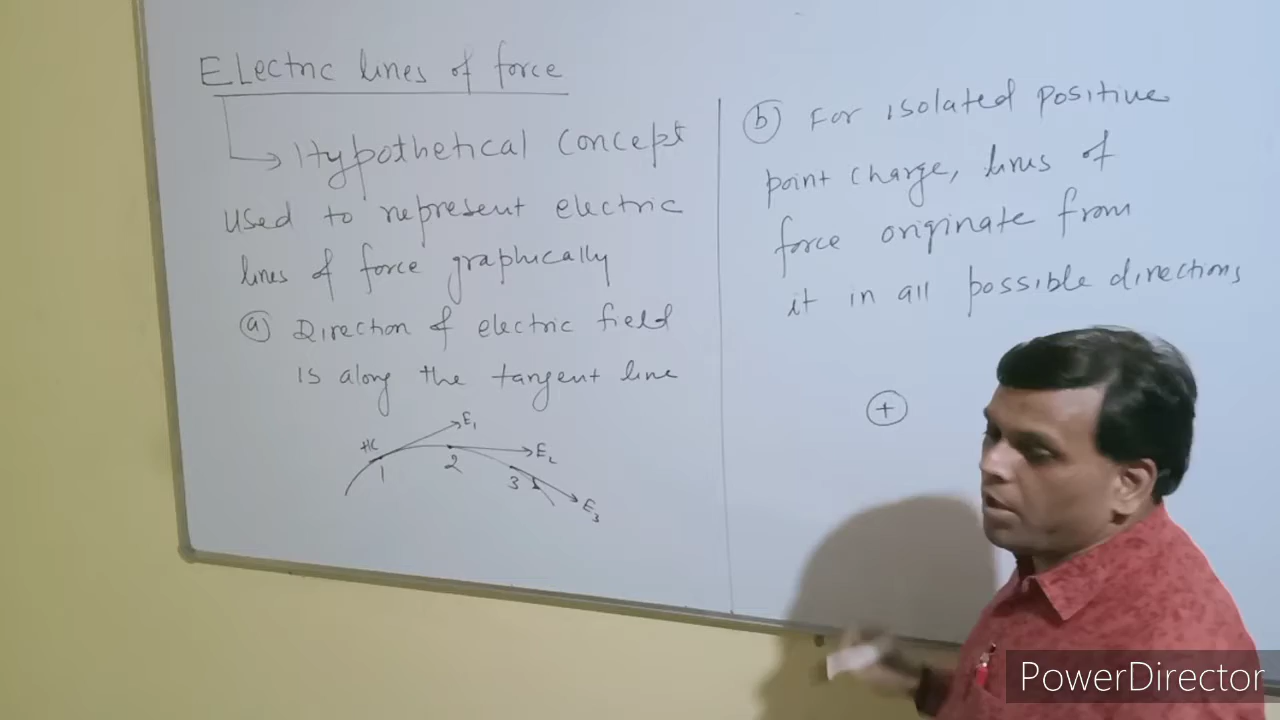 Electric lines of force
Hypothetical concept
used to represent electric
lines of force graphically
(a) Direction of electric field
is along the tangent line
E1
1
2
E2
3
E3
(b) For isolated positive
point charge, lines of
force originate from
it in all possible directions
+
PowerDirector